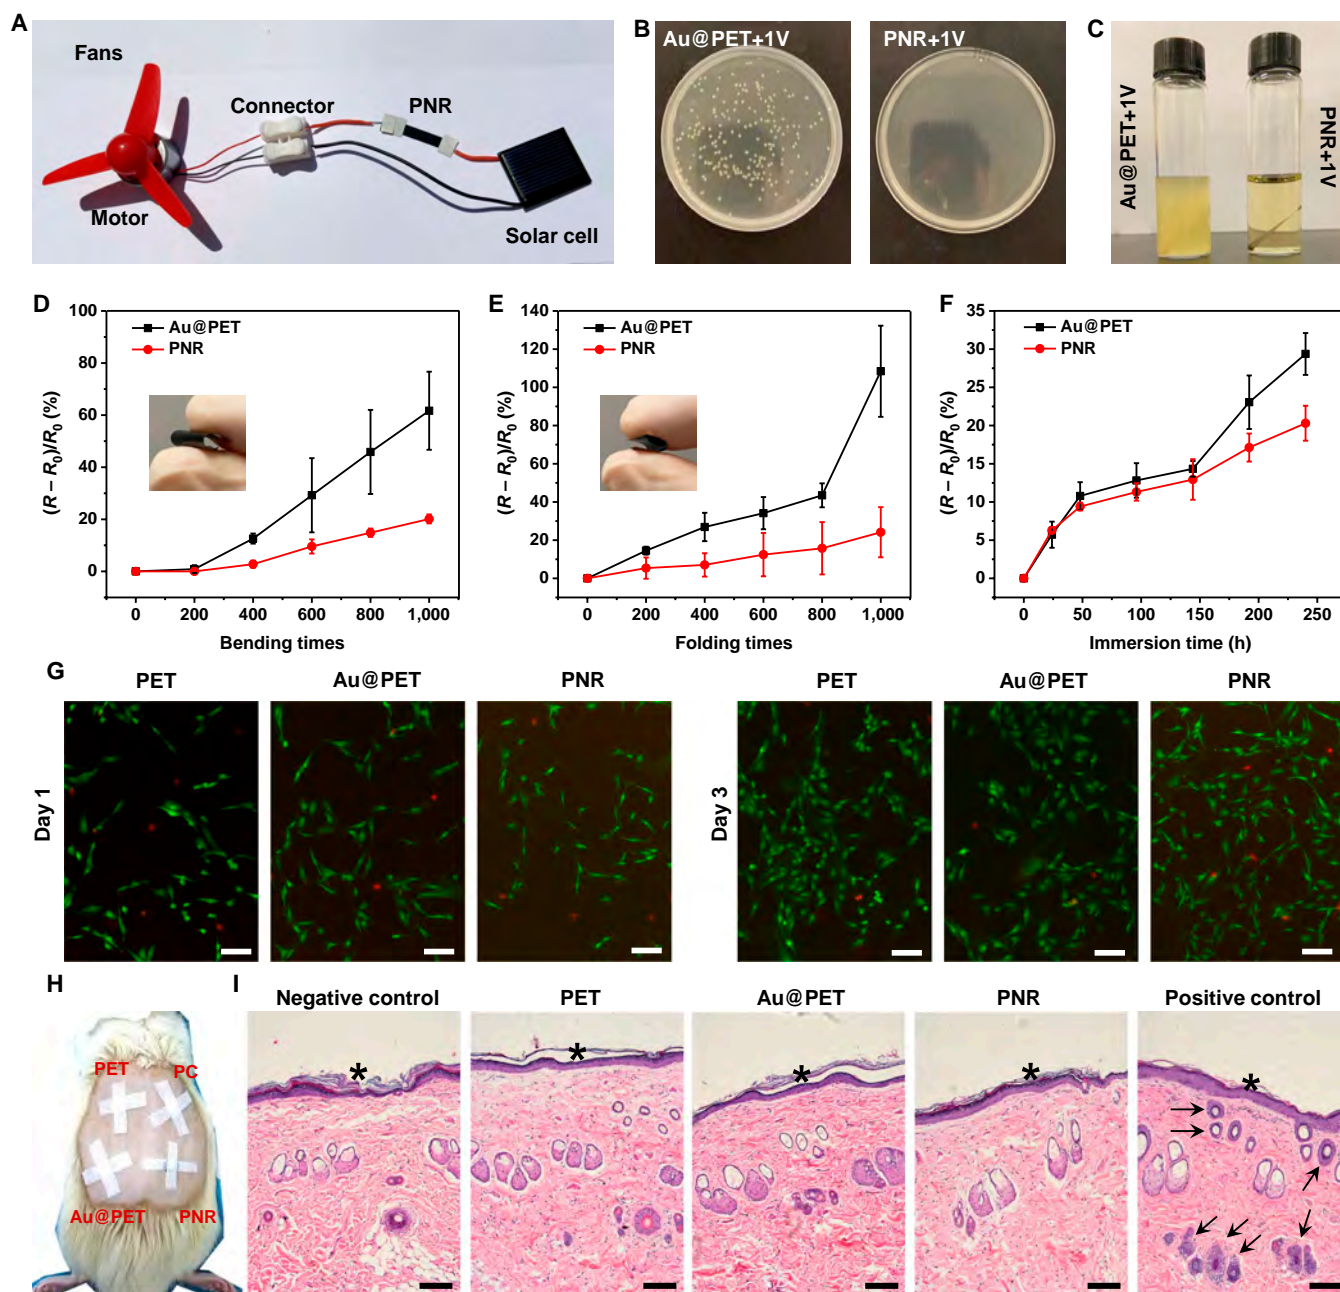 A
Fans
Connector
PNR
Motor
Solar cell
B
Au@PET+1V
PNR+1V
C
Au@PET+1V
PNR+1V
D
100
80
60
40
20
0
(R – R0)/R0 (%)
Au@PET
PNR
0 200 400 600 800 1,000
Bending times
E
140
120
100
80
60
40
20
0
(R – R0)/R0 (%)
Au@PET
PNR
0 200 400 600 800 1,000
Folding times
F
35
30
25
20
15
10
5
0
(R – R0)/R0 (%)
Au@PET
PNR
0 50 100 150 200 250
Immersion time (h)
G
PET Au@PET PNR PET Au@PET PNR
Day 1
Day 3
H
PET PC
Au@PET PNR
I
Negative control PET Au@PET PNR Positive control
* * * * *